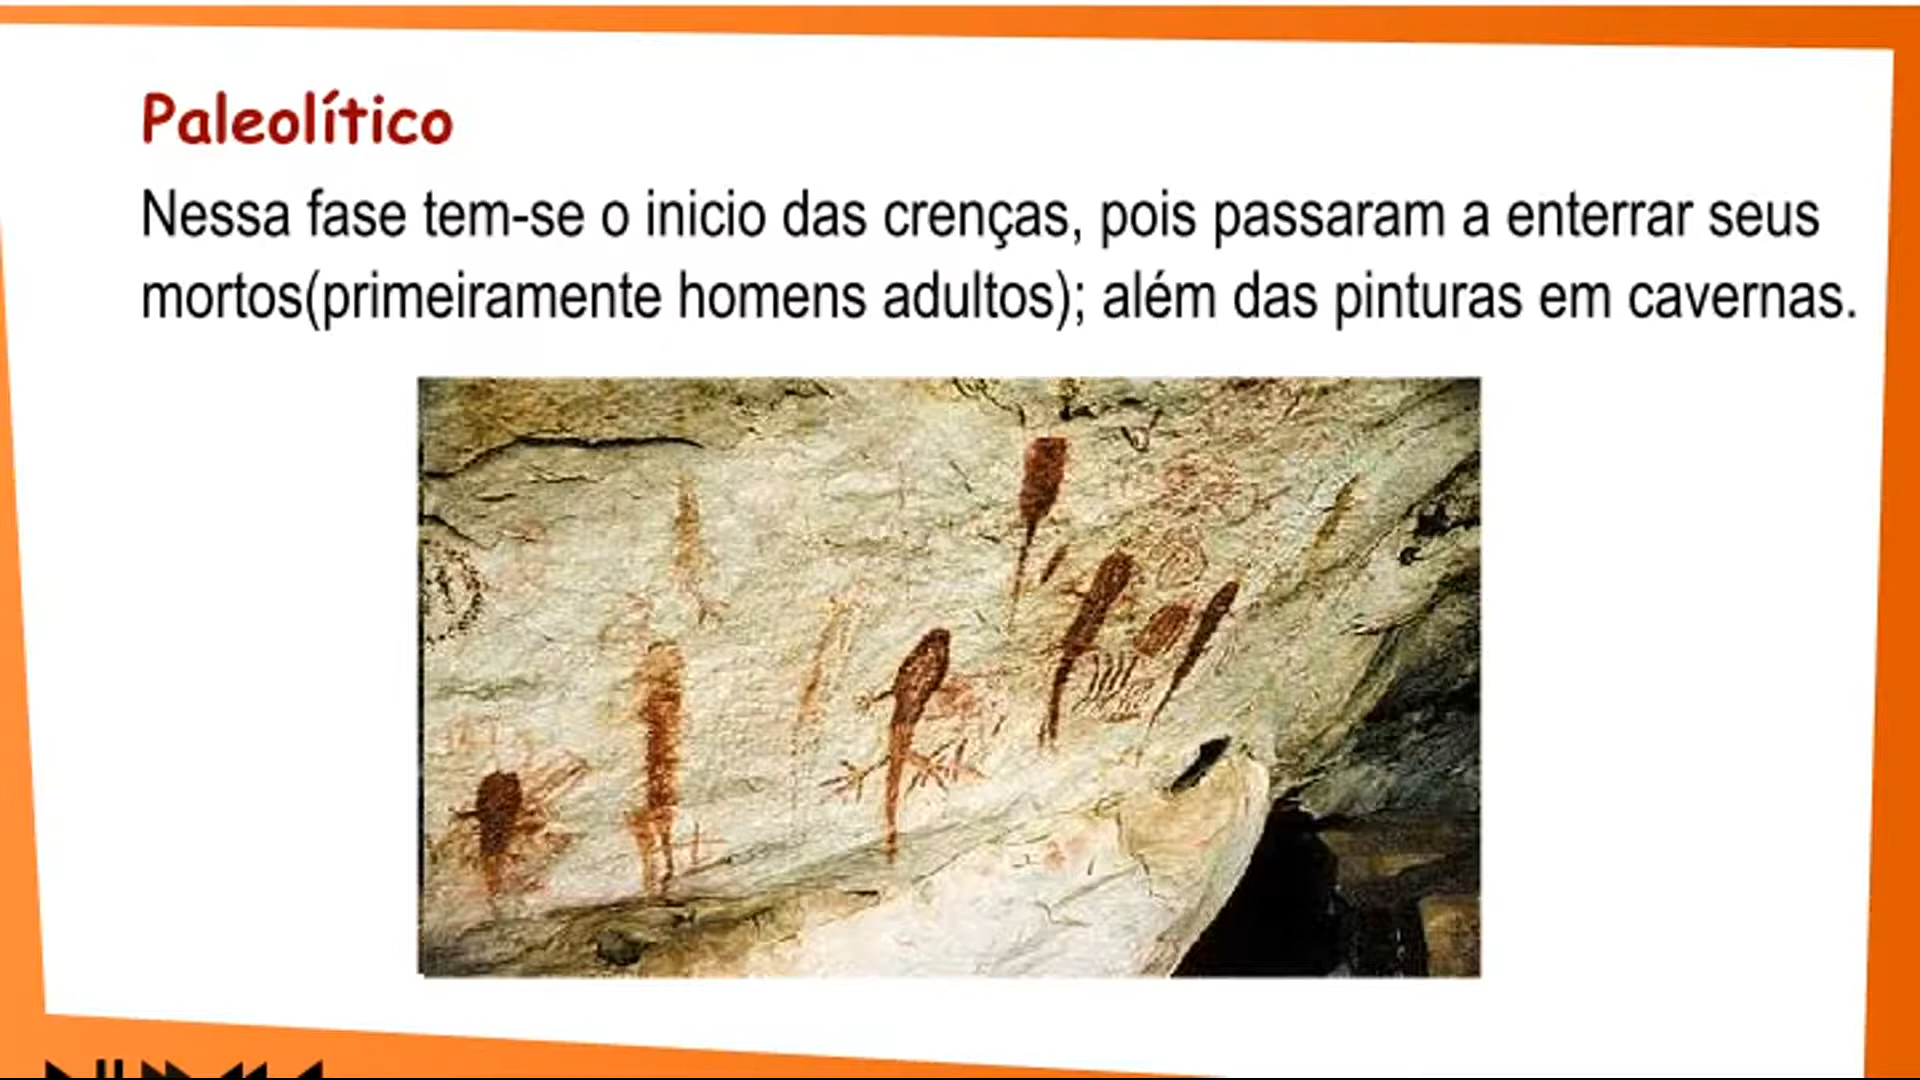 Paleolítico
Nessa fase tem-se o inicio das crenças, pois passaram a enterrar seus
mortos(primeiramente homens adultos); além das pinturas em cavernas.